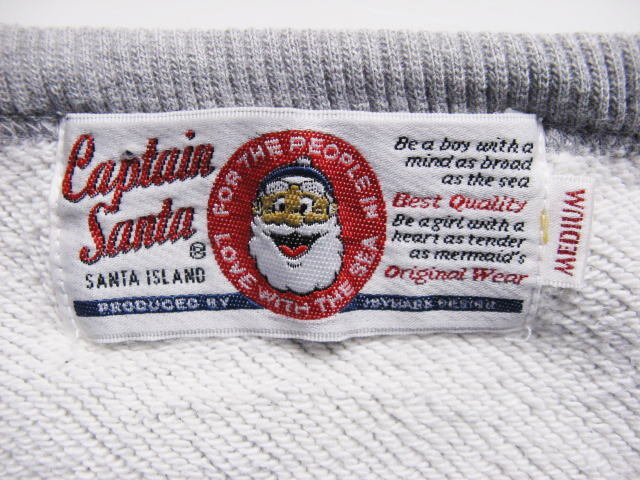 Captain
Santa®
SANTA ISLAND
FOR THE PEOPLE IN
LOVE WITH THE SEA
Be a boy with a
mind as broad
as the sea
Best Quality
Be a girl with a
heart as tender
as mermaid's
Original Wear
PRODUCED BY DESIGN
MEDIUM